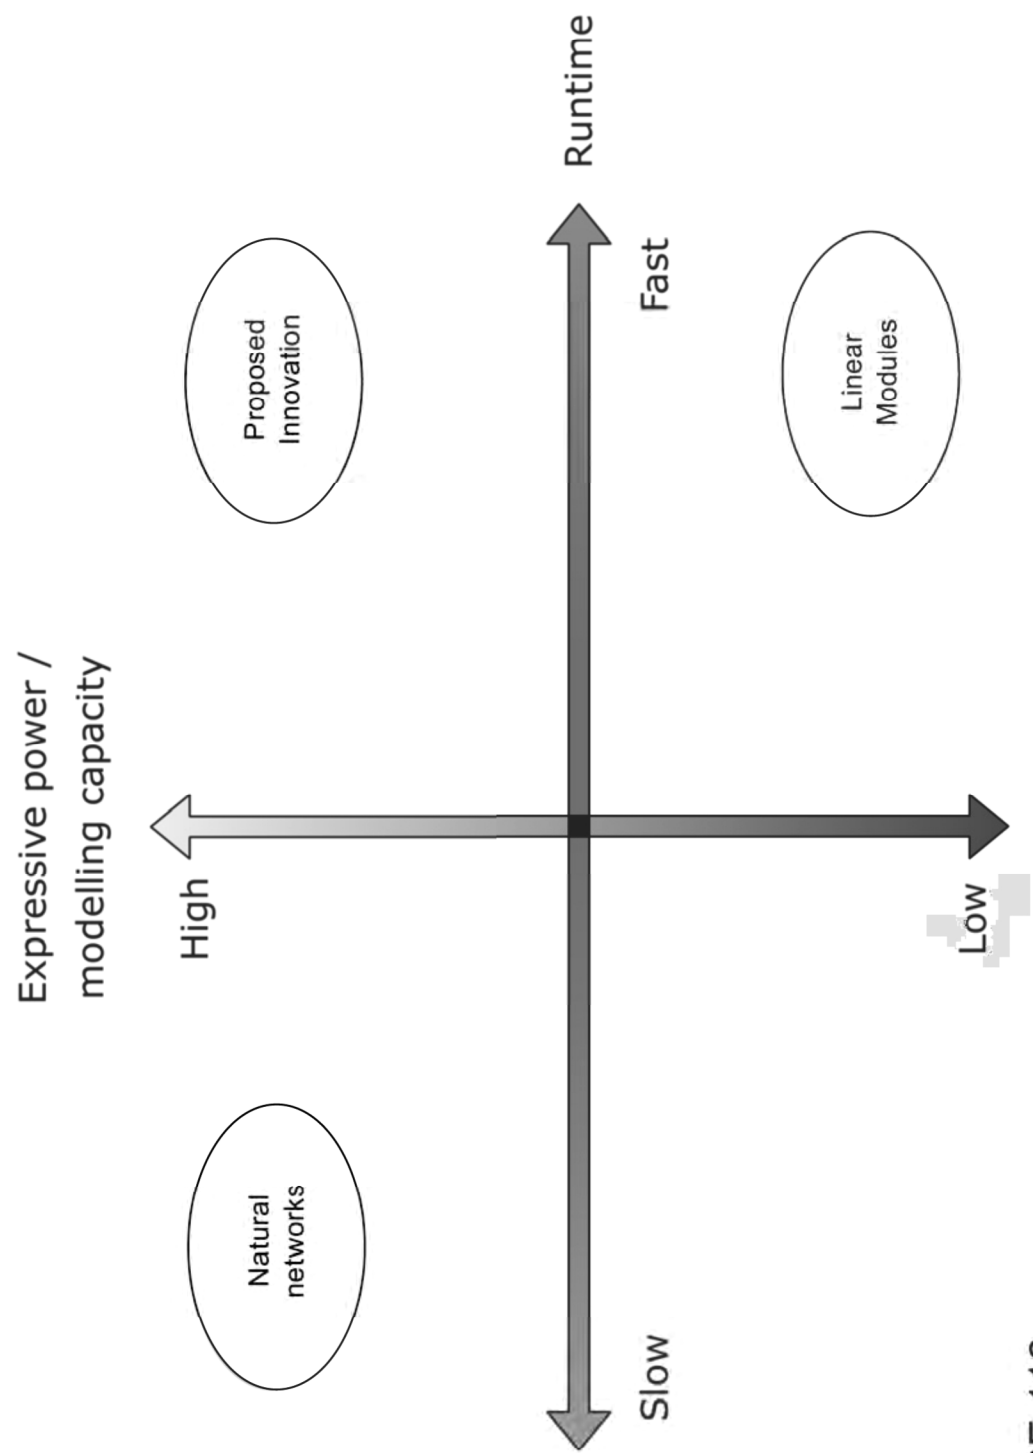 Expressive power /
modelling capacity
High
Natural
networks
Proposed
Innovation
Runtime
Slow
Fast
Low
Linear
Modules